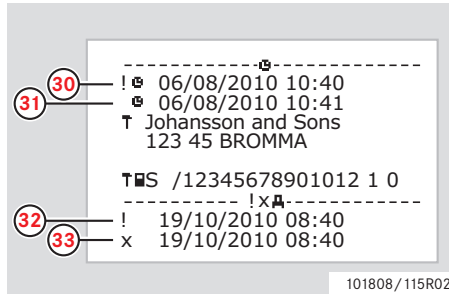 30 ! 06/08/2010 10:40
31 06/08/2010 10:41
Johansson and Sons
123 45 BROMMA
S /12345678901012 1 0
---------- !x------------
32 ! 19/10/2010 08:40
33 x 19/10/2010 08:40
101808/115R02